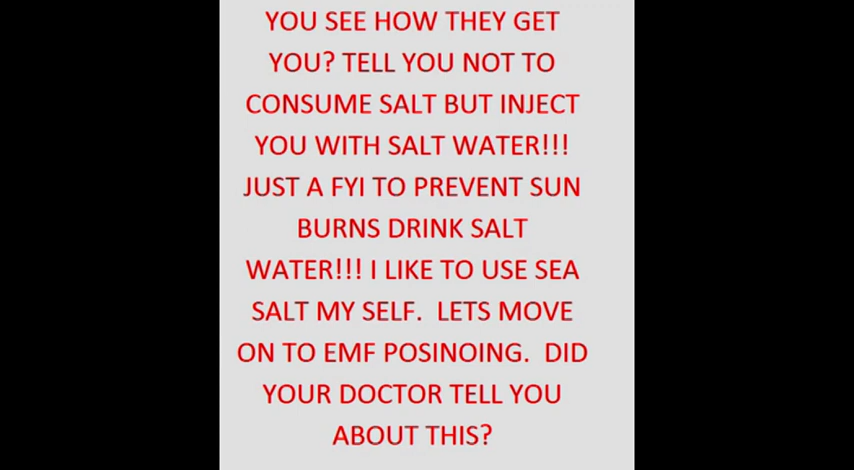 YOU SEE HOW THEY GET
YOU? TELL YOU NOT TO
CONSUME SALT BUT INJECT
YOU WITH SALT WATER!!!
JUST A FYI TO PREVENT SUN
BURNS DRINK SALT
WATER!!! I LIKE TO USE SEA
SALT MY SELF.  LETS MOVE
ON TO EMF POSINOING.  DID
YOUR DOCTOR TELL YOU
ABOUT THIS?